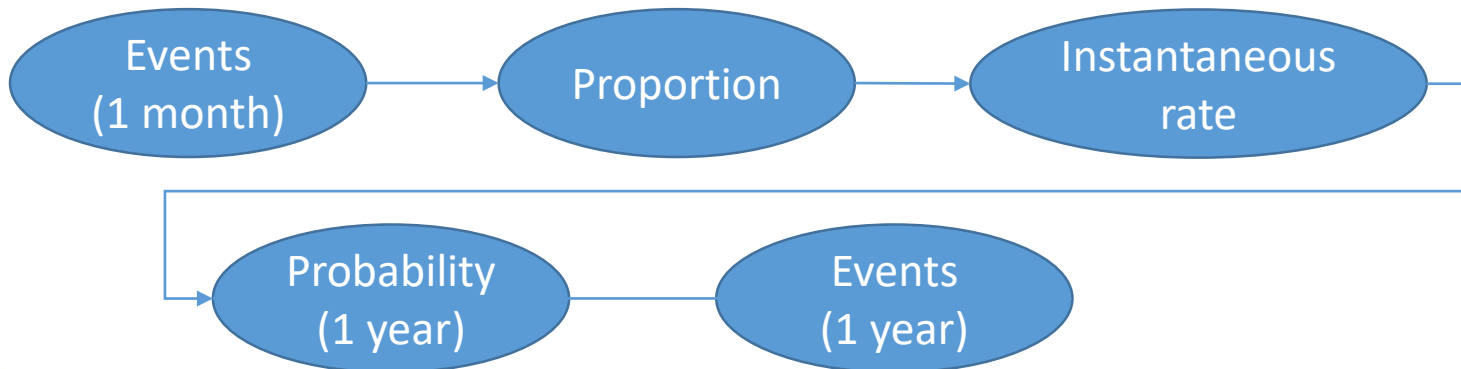 Events
(1 month)
Proportion
Instantaneous
rate
Probability
(1 year)
Events
(1 year)